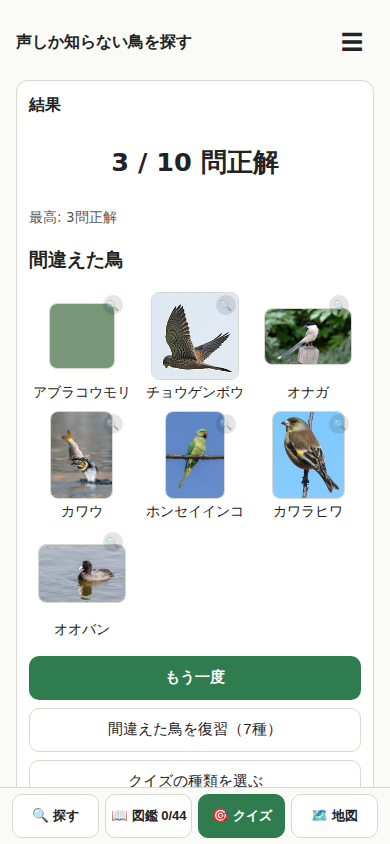 声しか知らない鳥を探す
結果
3 / 10 問正解
最高: 3問正解
間違えた鳥
アブラコウモリ チョウゲンボウ オナガ
カワウ ホンセイインコ カワラヒワ
オオバン
もう一度
間違えた鳥を復習（7種）
クイズの種類を選ぶ
探す 図鑑 0/44 クイズ 地図